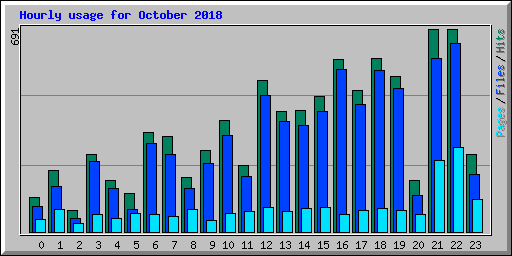 Hourly usage for October 2018
691
Pages / Files / Hits
0 1 2 3 4 5 6 7 8 9 10 11 12 13 14 15 16 17 18 19 20 21 22 23